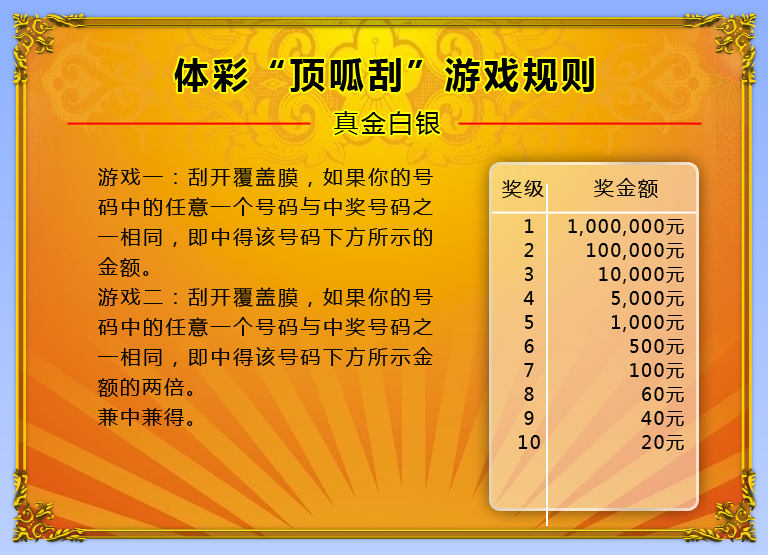 体彩“顶呱刮”游戏规则
真金白银
游戏一：刮开覆盖膜，如果你的号
码中的任意一个号码与中奖号码之
一相同，即中得该号码下方所示的
金额。
游戏二：刮开覆盖膜，如果你的号
码中的任意一个号码与中奖号码之
一相同，即中得该号码下方所示金
额的两倍。
兼中兼得。
奖级 奖金额
1 1,000,000元
2 100,000元
3 10,000元
4 5,000元
5 1,000元
6 500元
7 100元
8 60元
9 40元
10 20元